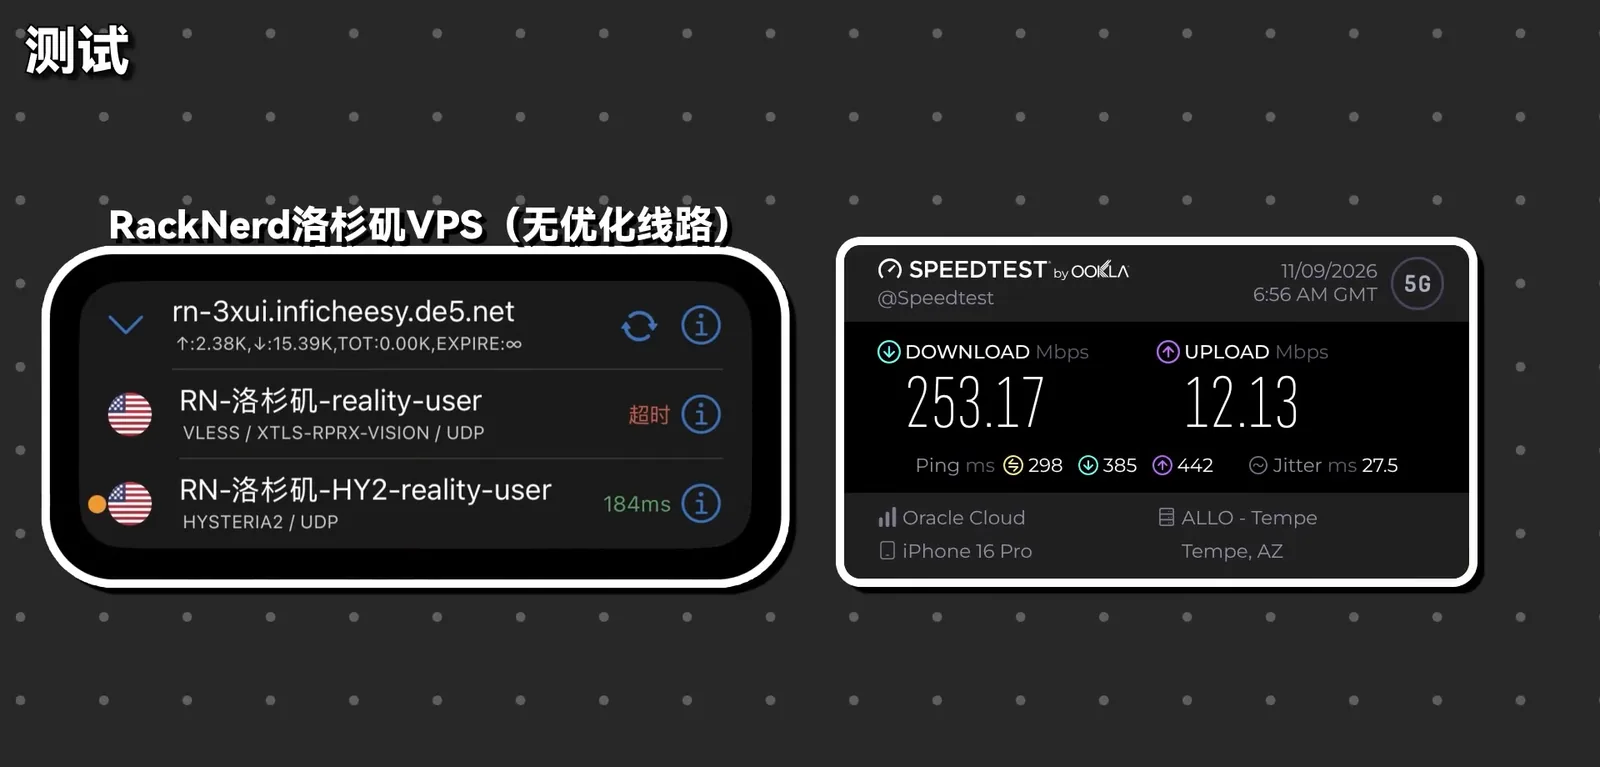 测试
RackNerd洛杉矶VPS（无优化线路）
rn-3xui.inficheesy.de5.net
↑:2.38K,↓:15.39K,TOT:0.00K,EXPIRE:∞
RN-洛杉矶-reality-user
超时
VLESS / XTLS-RPRX-VISION / UDP
RN-洛杉矶-HY2-reality-user
184ms
HYSTERIA2 / UDP
SPEEDTEST by OOKLA
@Speedtest
11/09/2026
6:56 AM GMT
5G
DOWNLOAD Mbps
253.17
UPLOAD Mbps
12.13
Ping ms 298 385 442 Jitter ms 27.5
Oracle Cloud
iPhone 16 Pro
ALLO - Tempe
Tempe, AZ